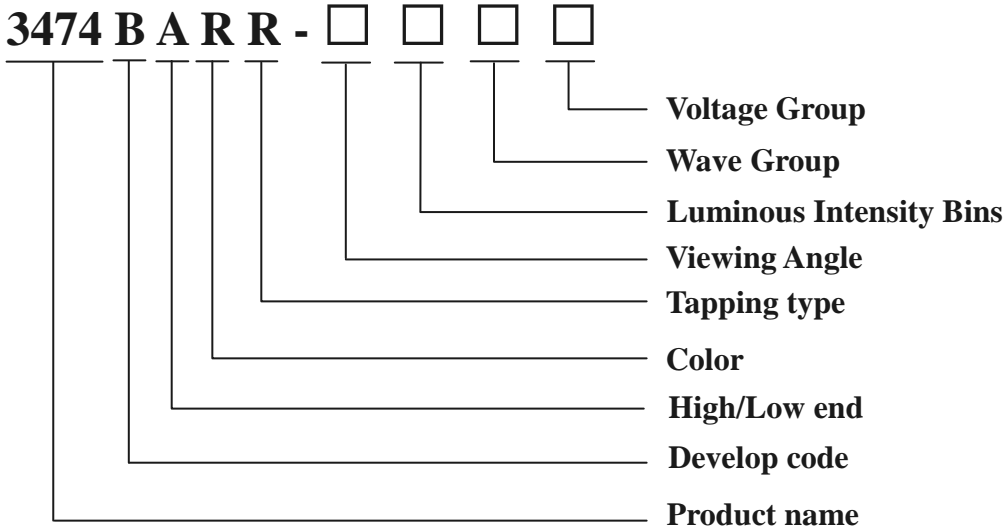 3474 B A R R - □ □ □ □
Voltage Group
Wave Group
Luminous Intensity Bins
Viewing Angle
Tapping type
Color
High/Low end
Develop code
Product name